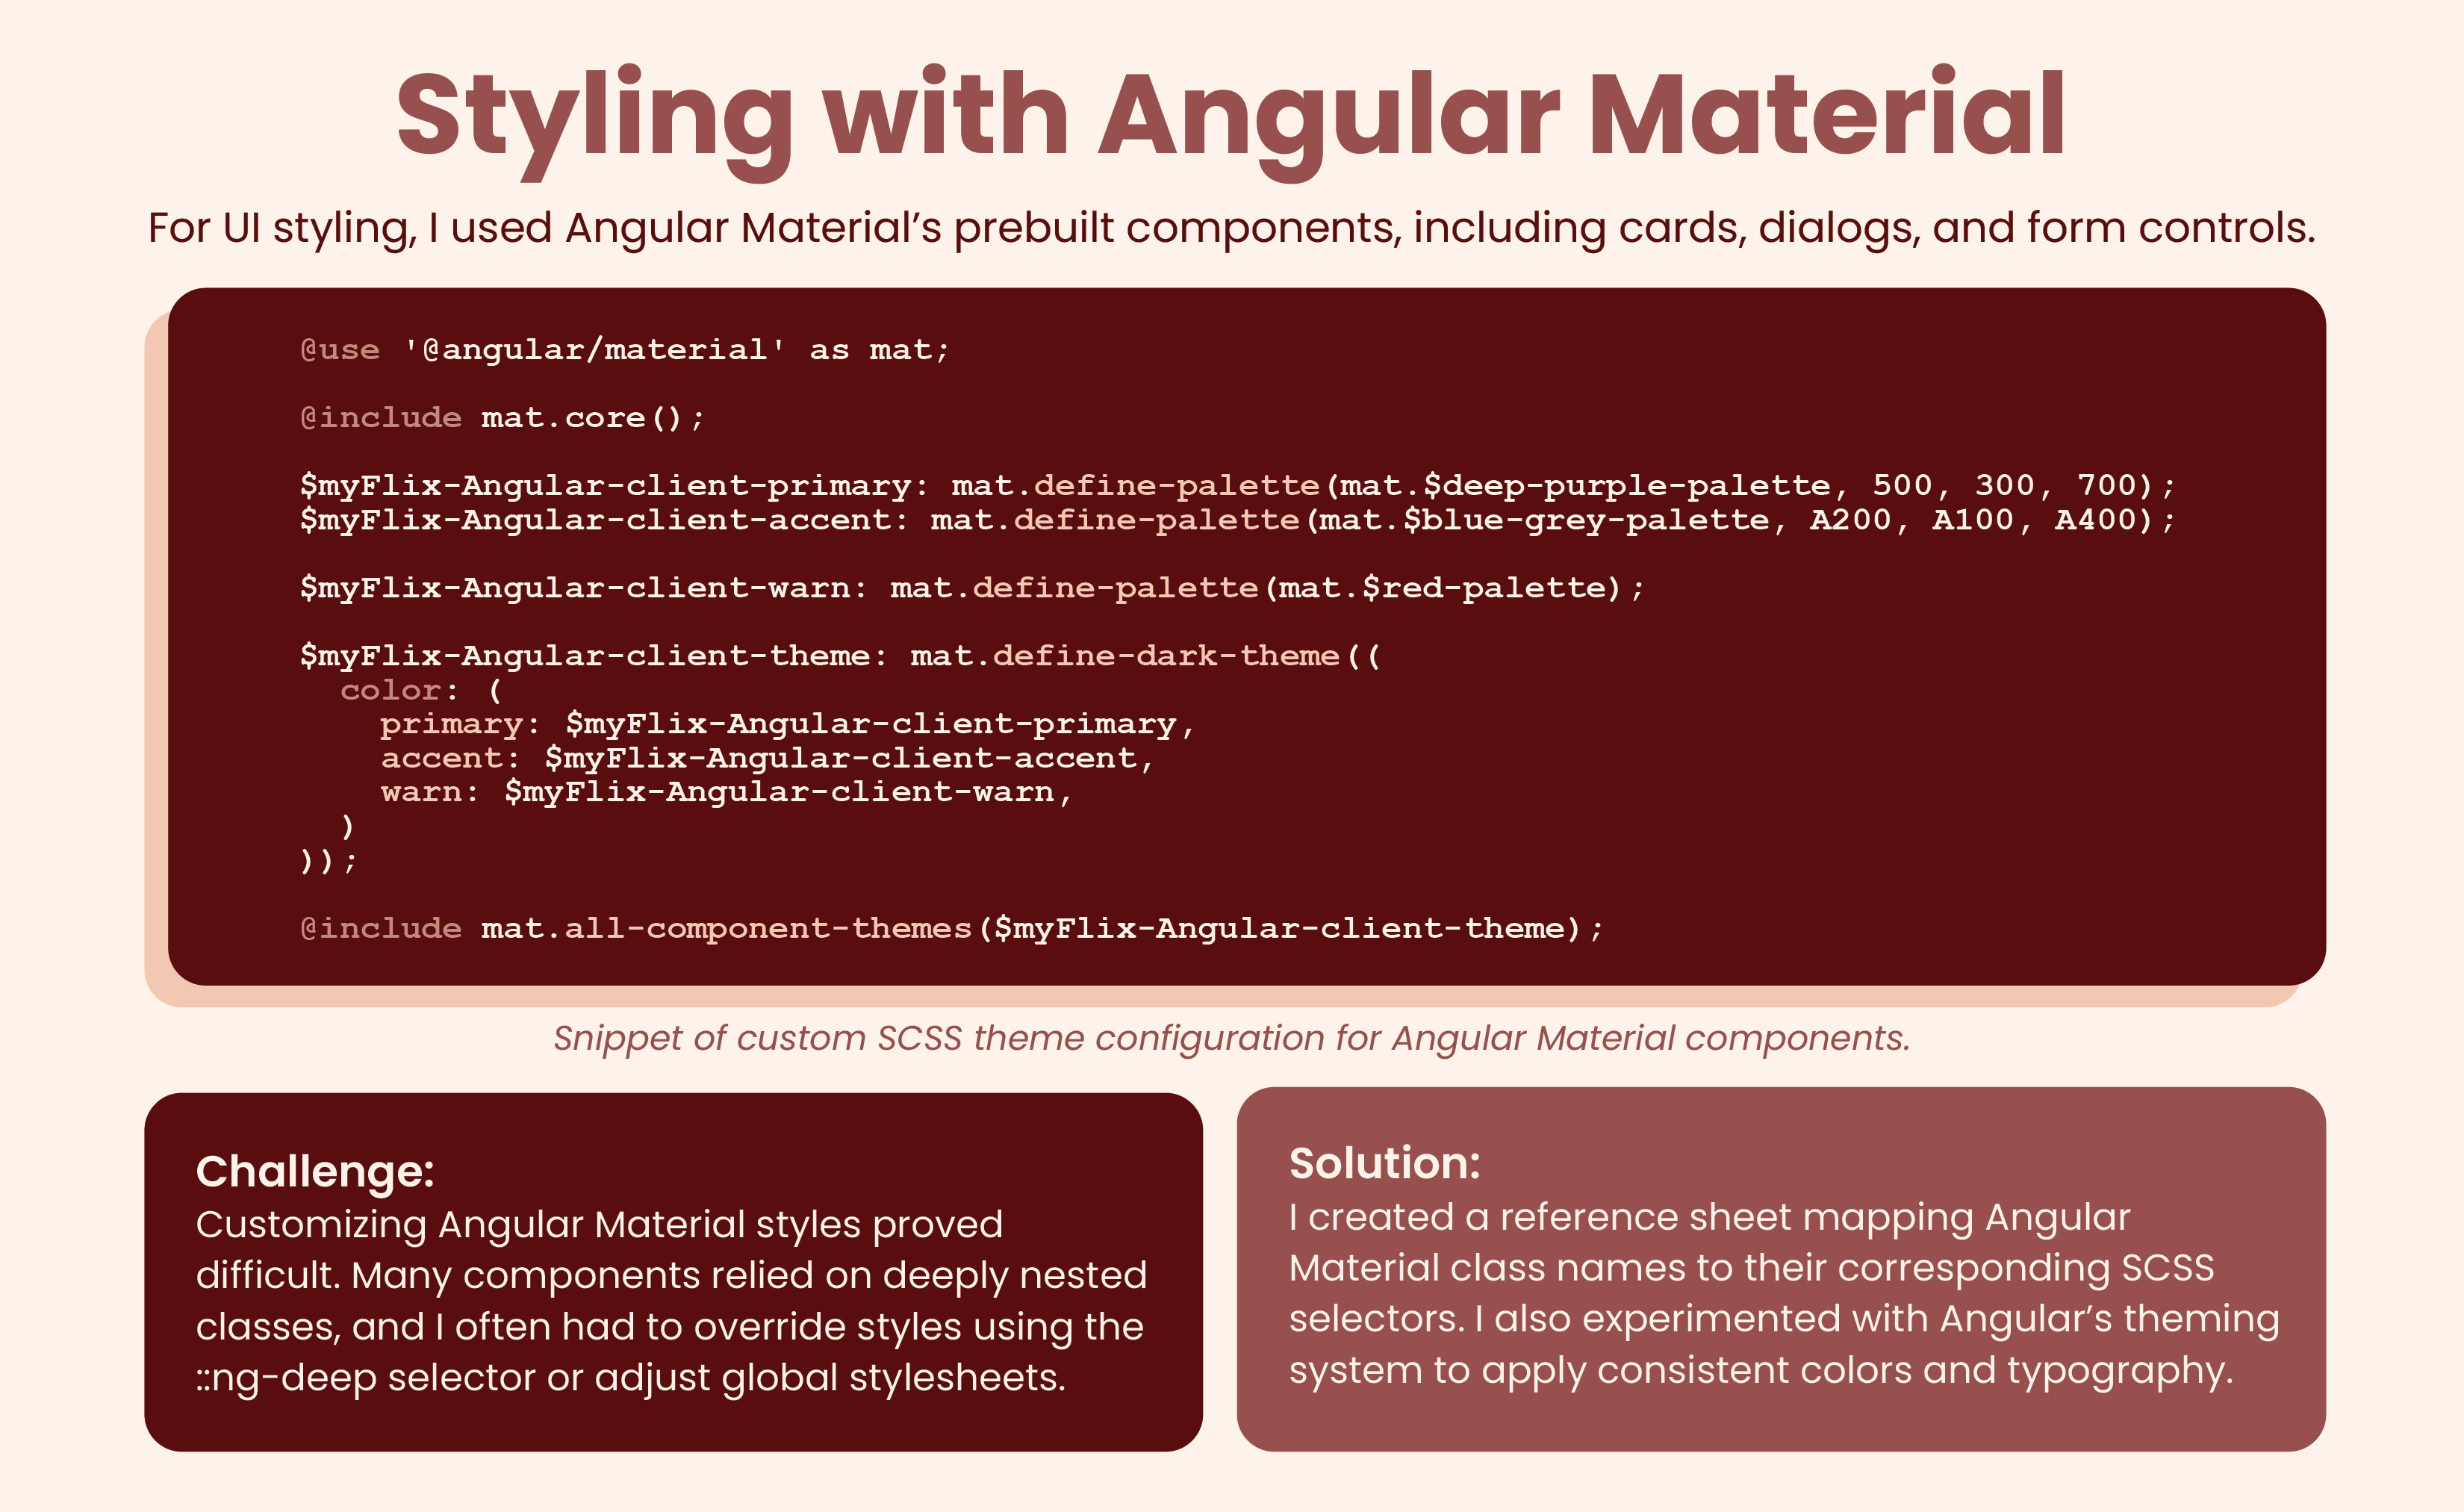 Styling with Angular Material
For UI styling, I used Angular Material’s prebuilt components, including cards, dialogs, and form controls.
@use '@angular/material' as mat;
@include mat.core();
$myFlix-Angular-client-primary: mat.define-palette(mat.$deep-purple-palette, 500, 300, 700);
$myFlix-Angular-client-accent: mat.define-palette(mat.$blue-grey-palette, A200, A100, A400);
$myFlix-Angular-client-warn: mat.define-palette(mat.$red-palette);
$myFlix-Angular-client-theme: mat.define-dark-theme((
  color: (
    primary: $myFlix-Angular-client-primary,
    accent: $myFlix-Angular-client-accent,
    warn: $myFlix-Angular-client-warn,
  )
));
@include mat.all-component-themes($myFlix-Angular-client-theme);
Snippet of custom SCSS theme configuration for Angular Material components.
Challenge:
Customizing Angular Material styles proved
difficult. Many components relied on deeply nested
classes, and I often had to override styles using the
::ng-deep selector or adjust global stylesheets.
Solution:
I created a reference sheet mapping Angular
Material class names to their corresponding SCSS
selectors. I also experimented with Angular’s theming
system to apply consistent colors and typography.